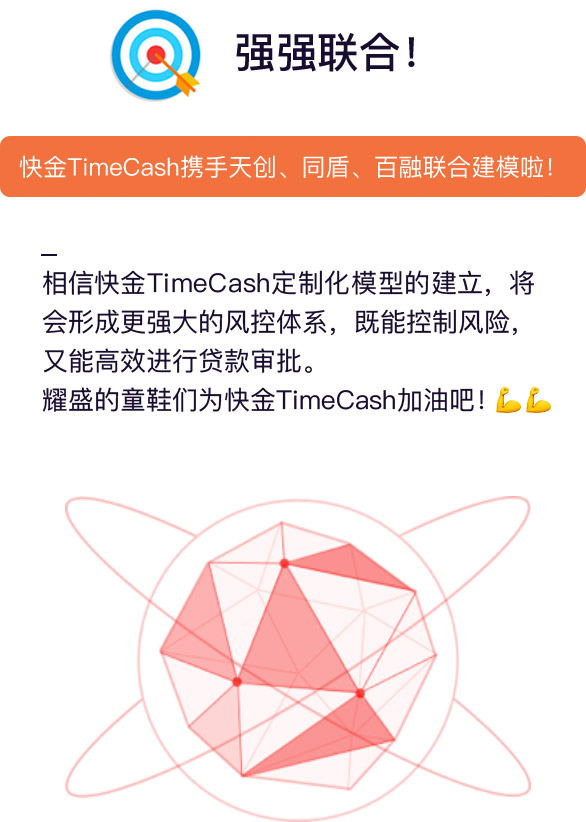 强强联合！
快金TimeCash携手天创、同盾、百融联合建模啦！
相信快金TimeCash定制化模型的建立，将
会形成更强大的风控体系，既能控制风险，
又能高效进行贷款审批。
耀盛的童鞋们为快金TimeCash加油吧！💪💪